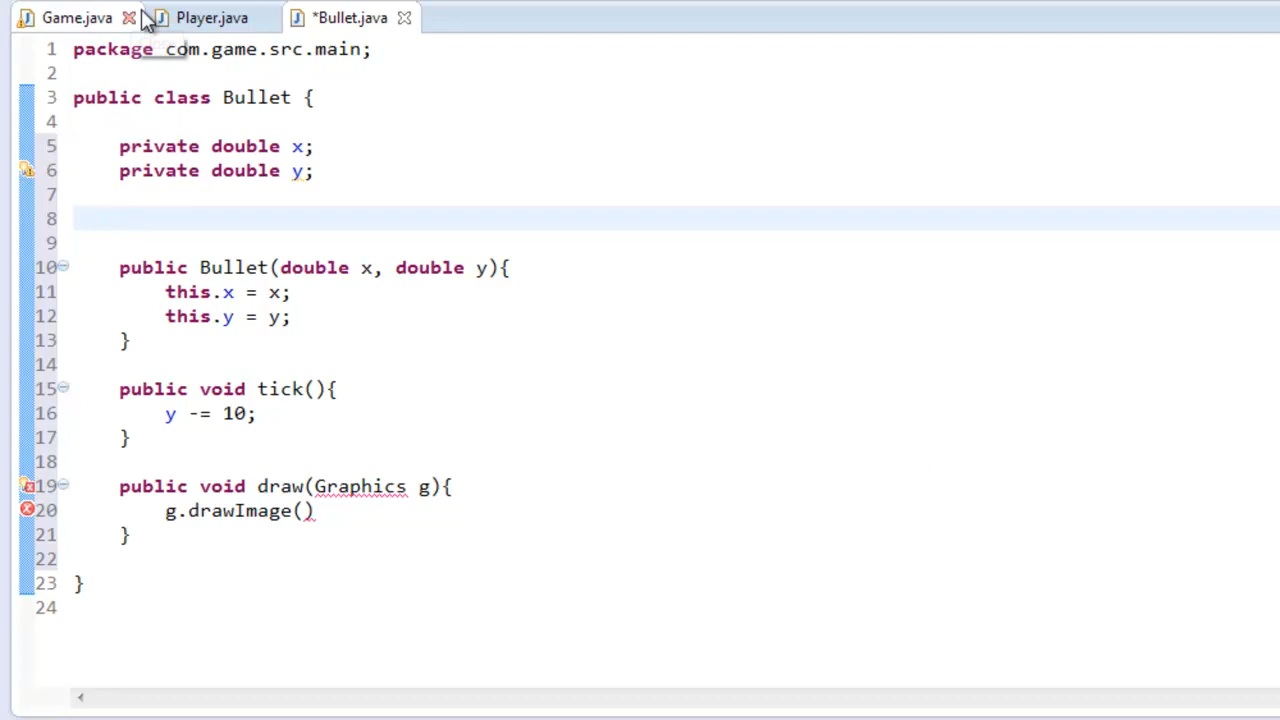 Game.java Player.java *Bullet.java
1 package com.game.src.main;
2
3 public class Bullet {
4
5 private double x;
6 private double y;
7
8
9
10 public Bullet(double x, double y){
11 this.x = x;
12 this.y = y;
13 }
14
15 public void tick(){
16 y -= 10;
17 }
18
19 public void draw(Graphics g){
20 g.drawImage()
21 }
22
23 }
24